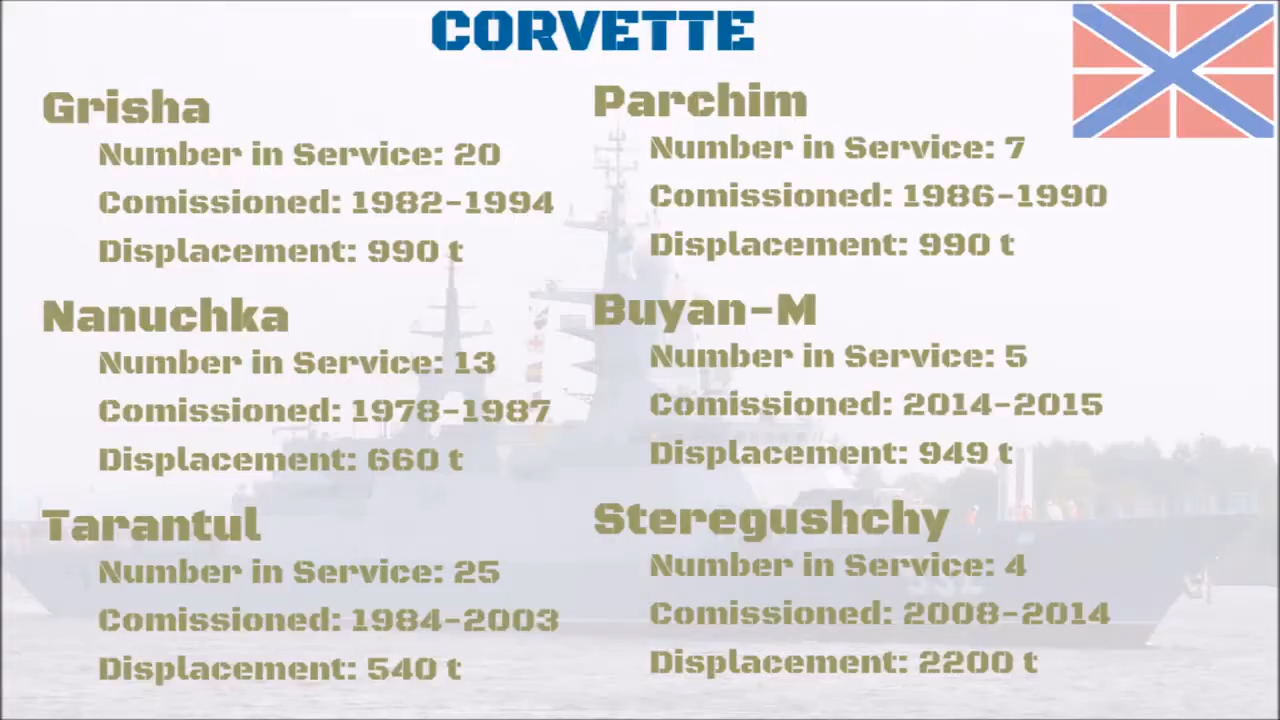 CORVETTE
Grisha
Number in Service: 20
Comissioned: 1982-1994
Displacement: 990 t
Nanuchka
Number in Service: 13
Comissioned: 1978-1987
Displacement: 660 t
Tarantul
Number in Service: 25
Comissioned: 1984-2003
Displacement: 540 t
Parchim
Number in Service: 7
Comissioned: 1986-1990
Displacement: 990 t
Buyan-M
Number in Service: 5
Comissioned: 2014-2015
Displacement: 949 t
Steregushchy
Number in Service: 4
Comissioned: 2008-2014
Displacement: 2200 t